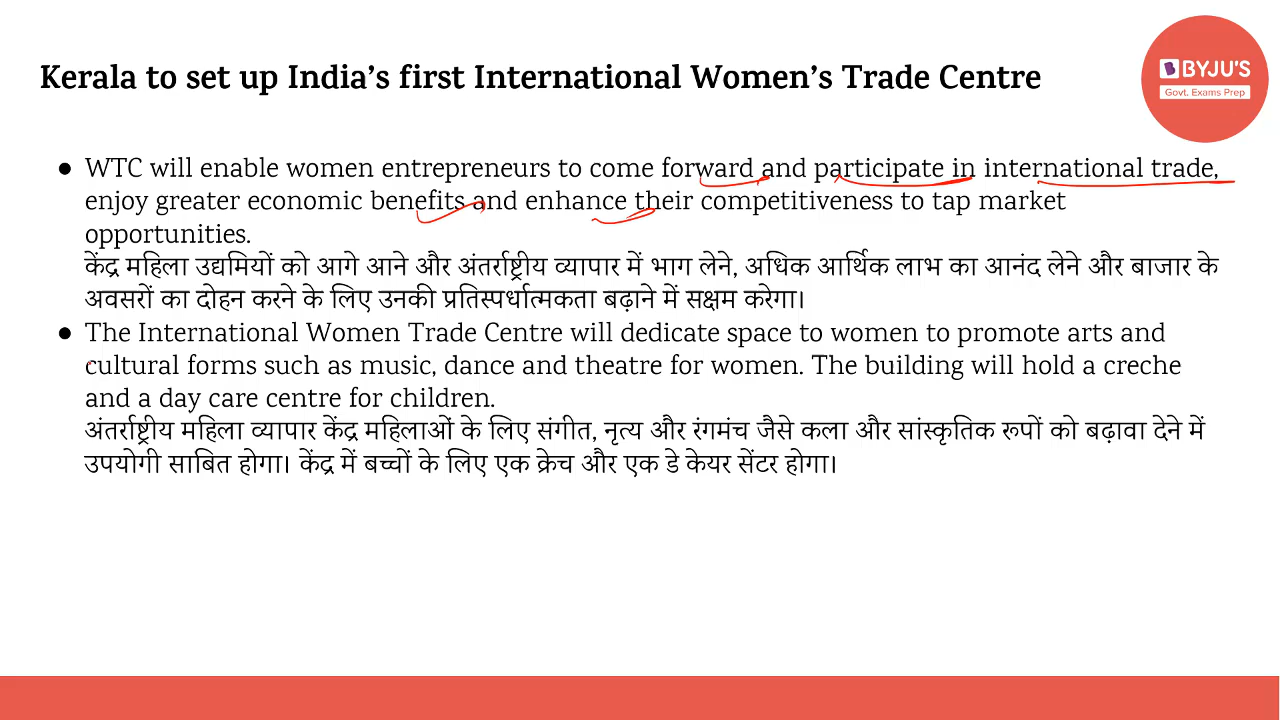 Kerala to set up India’s first International Women’s Trade Centre
BYJU'S
Govt. Exams Prep
● WTC will enable women entrepreneurs to come forward and participate in international trade,
enjoy greater economic benefits and enhance their competitiveness to tap market
opportunities.
केंद्र महिला उद्यमियों को आगे आने और अंतर्राष्ट्रीय व्यापार में भाग लेने, अधिक आर्थिक लाभ का आनंद लेने और बाजार के
अवसरों का दोहन करने के लिए उनकी प्रतिस्पर्धात्मकता बढ़ाने में सक्षम करेगा।
● The International Women Trade Centre will dedicate space to women to promote arts and
cultural forms such as music, dance and theatre for women. The building will hold a creche
and a day care centre for children.
अंतर्राष्ट्रीय महिला व्यापार केंद्र महिलाओं के लिए संगीत, नृत्य और रंगमंच जैसे कला और सांस्कृतिक रूपों को बढ़ावा देने में
उपयोगी साबित होगा। केंद्र में बच्चों के लिए एक क्रेच और एक डे केयर सेंटर होगा।